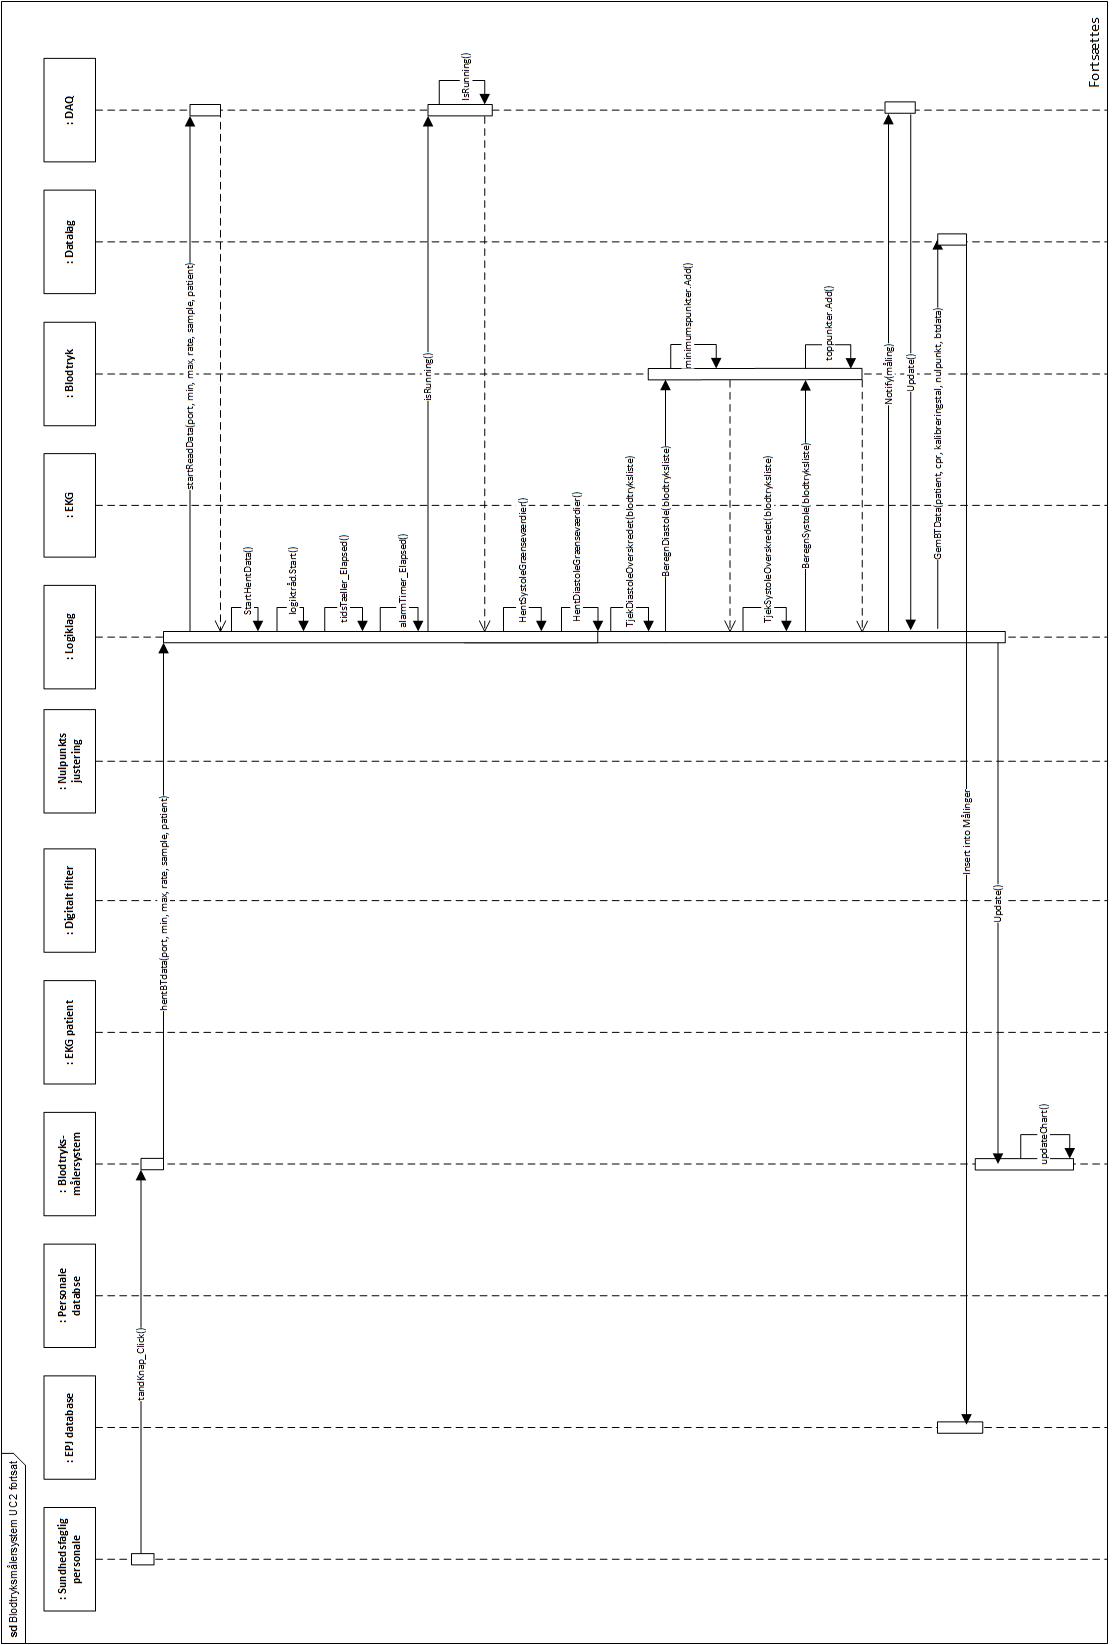 sd Blodtryksmålersystem UC2 fortsat
: Sundhedsfaglig
personale
: EPJ database
: Personale
databse
: Blodtryks-
målersystem
: EKG patient
: Digitalt filter
: Nulpunkts
justering
: Logiklag
: EKG
: Blodtryk
: Datalag
: DAQ
tandKnap_Click()
hentBTdata(port, min, max, rate, sample, patient)
startReadData(port, min, max, rate, sample, patient)
StartHentData()
logiktråd.Start()
tidsTæller_Elapsed()
alarmTimer_Elapsed()
isRunning()
IsRunning()
HentSystoleGrænseværdier()
HentDiastoleGrænseværdier()
TjekDiastoleOverskredet(blodtryksliste)
BeregnDiastole(blodtryksliste)
minimumspunkter.Add()
TjekSystoleOverskredet(blodtryksliste)
BeregnSystole(blodtryksliste)
toppunkter.Add()
Notify(måling)
Update()
GemBTData(patient, cpr, kalibreringstal, nulpunkt, btdata)
Insert into Målinger
Update()
updateChart()
Fortsættes